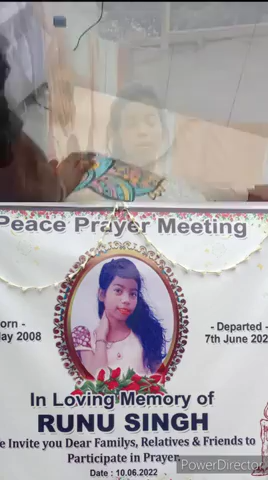 Peace Prayer Meeting
orn -
ay 2008
- Departed -
7th June 202
In Loving Memory of
RUNU SINGH
e Invite you Dear Familys, Relatives & Friends to
Participate in Prayer.
Date : 10.06.2022
PowerDirector